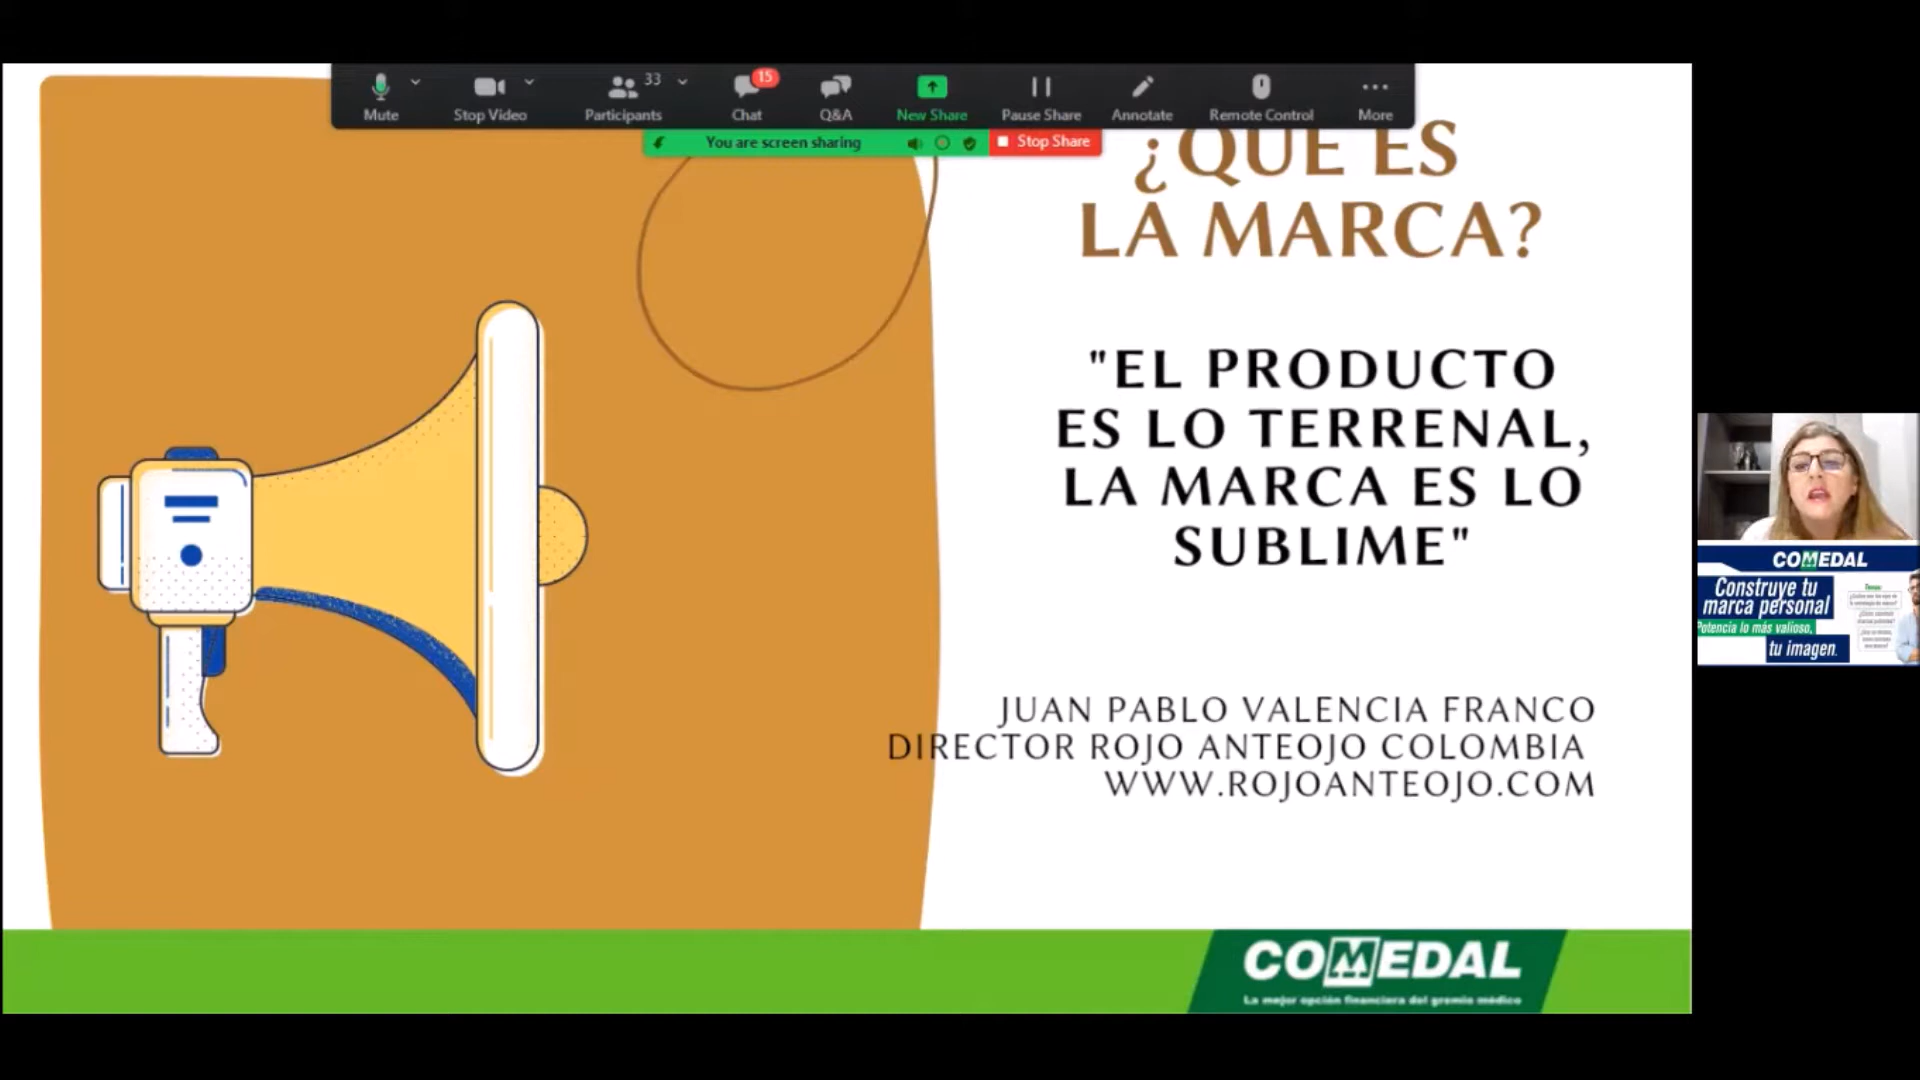 33
15
Mute
Stop Video
Participants
Chat
Q&A
New Share
Pause Share
Annotate
Remote Control
More
You are screen sharing
Stop Share
¿QUÉ ES
LA MARCA?
"EL PRODUCTO
ES LO TERRENAL,
LA MARCA ES LO
SUBLIME"
JUAN PABLO VALENCIA FRANCO
DIRECTOR ROJO ANTEOJO COLOMBIA
WWW.ROJOANTEOJO.COM
COMEDAL
La mejor opción financiera del gremio médico
COMEDAL
Construye tu
marca personal
Potencia lo más valioso,
tu imagen.
Temas: